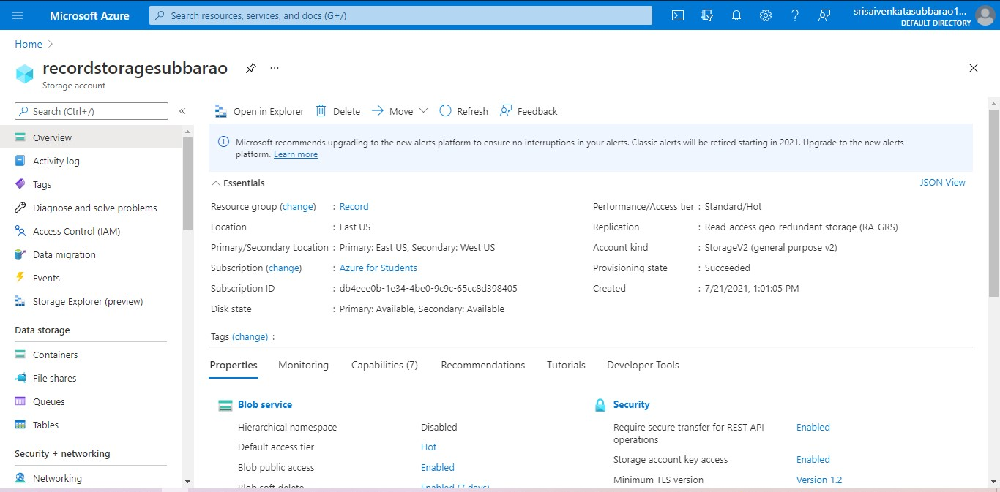 Microsoft Azure
Search resources, services, and docs (G+/)
srisaivenkatasubbarao1...
DEFAULT DIRECTORY
Home
recordstoragesubbarao
...
Storage account
Search (Ctrl+/)
«
Overview
Activity log
Tags
Diagnose and solve problems
Access Control (IAM)
Data migration
Events
Storage Explorer (preview)
Data storage
Containers
File shares
Queues
Tables
Security + networking
Networking
Open in Explorer
Delete
Move
Refresh
Feedback
Microsoft recommends upgrading to the new alerts platform to ensure no interruptions in your alerts. Classic alerts will be retired starting in 2021. Upgrade to the new alerts
platform. Learn more
Essentials
JSON View
Resource group (change) : Record
Location : East US
Primary/Secondary Location : Primary: East US, Secondary: West US
Subscription (change) : Azure for Students
Subscription ID : db4eee0b-1e34-4be0-9c9c-65cc8d398405
Disk state : Primary: Available, Secondary: Available
Performance/Access tier : Standard/Hot
Replication : Read-access geo-redundant storage (RA-GRS)
Account kind : StorageV2 (general purpose v2)
Provisioning state : Succeeded
Created : 7/21/2021, 1:01:05 PM
Tags (change) :
Properties
Monitoring
Capabilities (7)
Recommendations
Tutorials
Developer Tools
Blob service
Hierarchical namespace Disabled
Default access tier Hot
Blob public access Enabled
Blob soft delete Enabled (7 days)
Security
Require secure transfer for REST API Enabled
operations
Storage account key access Enabled
Minimum TLS version Version 1.2